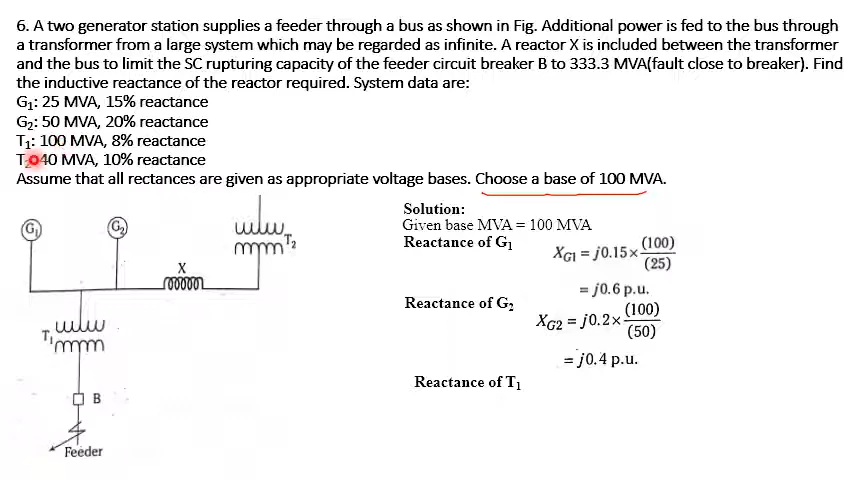 6. A two generator station supplies a feeder through a bus as shown in Fig. Additional power is fed to the bus through
a transformer from a large system which may be regarded as infinite. A reactor X is included between the transformer
and the bus to limit the SC rupturing capacity of the feeder circuit breaker B to 333.3 MVA(fault close to breaker). Find
the inductive reactance of the reactor required. System data are:
G₁: 25 MVA, 15% reactance
G₂: 50 MVA, 20% reactance
T₁: 100 MVA, 8% reactance
40 MVA, 10% reactance
Assume that all rectances are given as appropriate voltage bases. Choose a base of 100 MVA.
G₁
G₂
T₂
X
T₁
B
Feeder
Solution:
Given base MVA = 100 MVA
Reactance of G₁ X_G1 = j0.15 × (100)/(25)
= j0.6 p.u.
Reactance of G₂ X_G2 = j0.2 × (100)/(50)
= j0.4 p.u.
Reactance of T₁